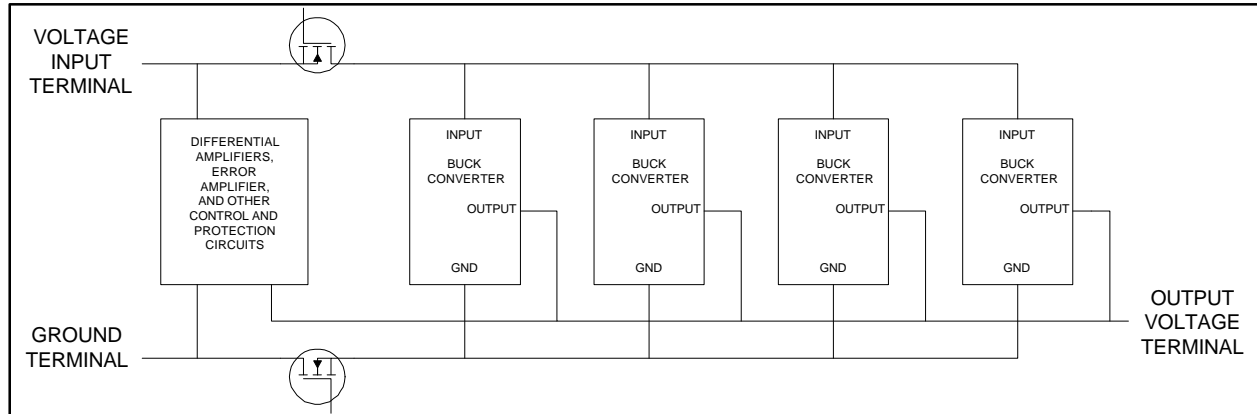 VOLTAGE
INPUT
TERMINAL
DIFFERENTIAL
AMPLIFIERS,
ERROR
AMPLIFIER,
AND OTHER
CONTROL AND
PROTECTION
CIRCUITS
INPUT
BUCK
CONVERTER
OUTPUT
GND
INPUT
BUCK
CONVERTER
OUTPUT
GND
INPUT
BUCK
CONVERTER
OUTPUT
GND
INPUT
BUCK
CONVERTER
OUTPUT
GND
GROUND
TERMINAL
OUTPUT
VOLTAGE
TERMINAL